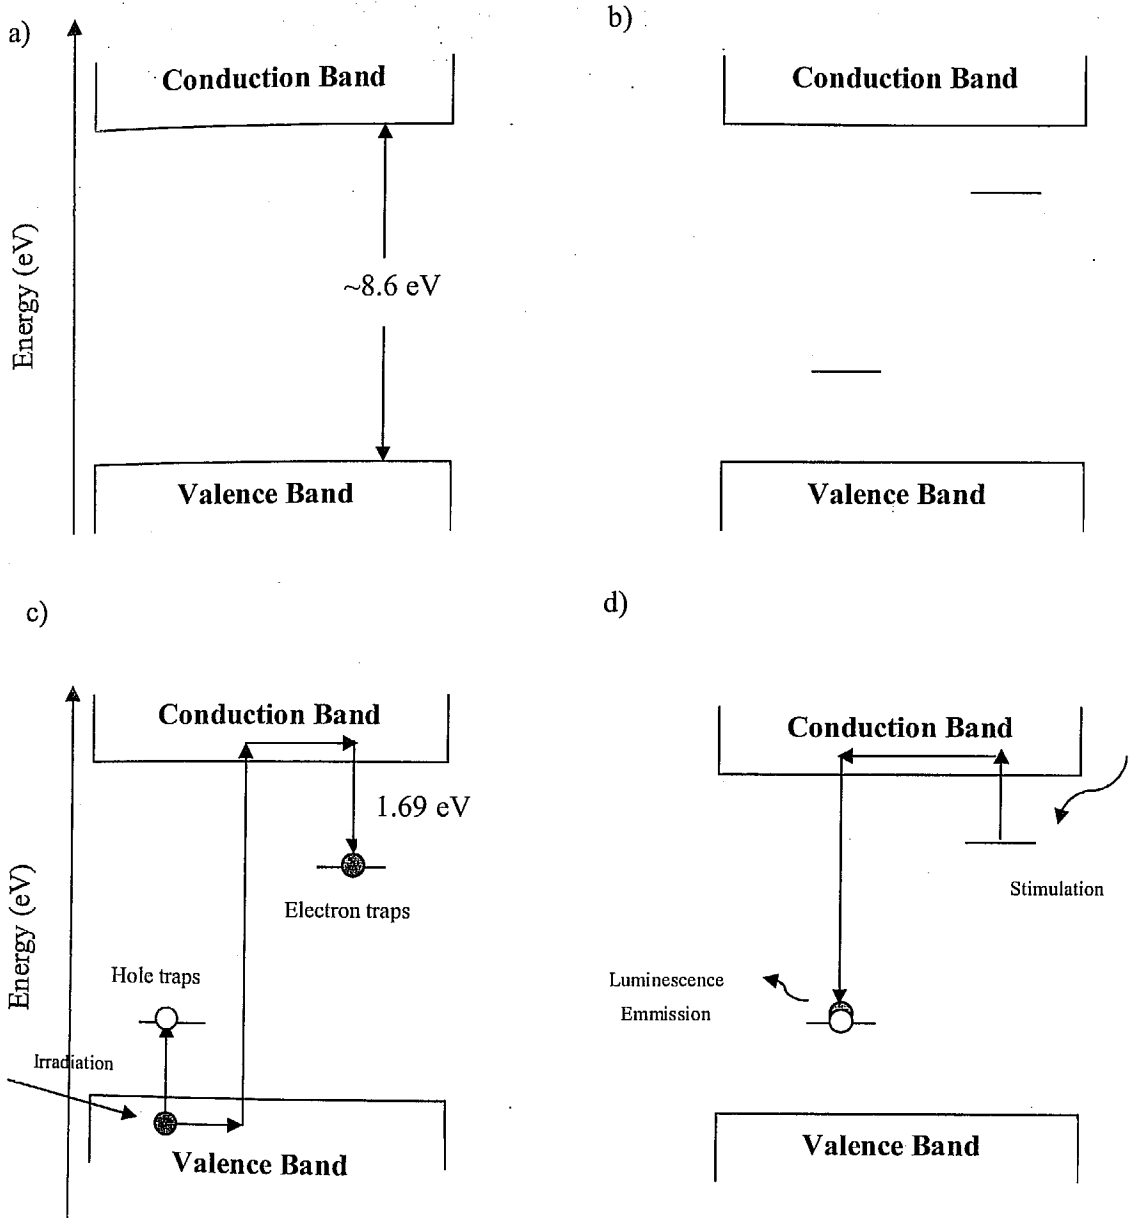 a)
Conduction Band
~8.6 eV
Energy (eV)
Valence Band
b)
Conduction Band
Valence Band
c)
Conduction Band
1.69 eV
Electron traps
Energy (eV)
Hole traps
Irradiation
Valence Band
d)
Conduction Band
Stimulation
Luminescence
Emmission
Valence Band